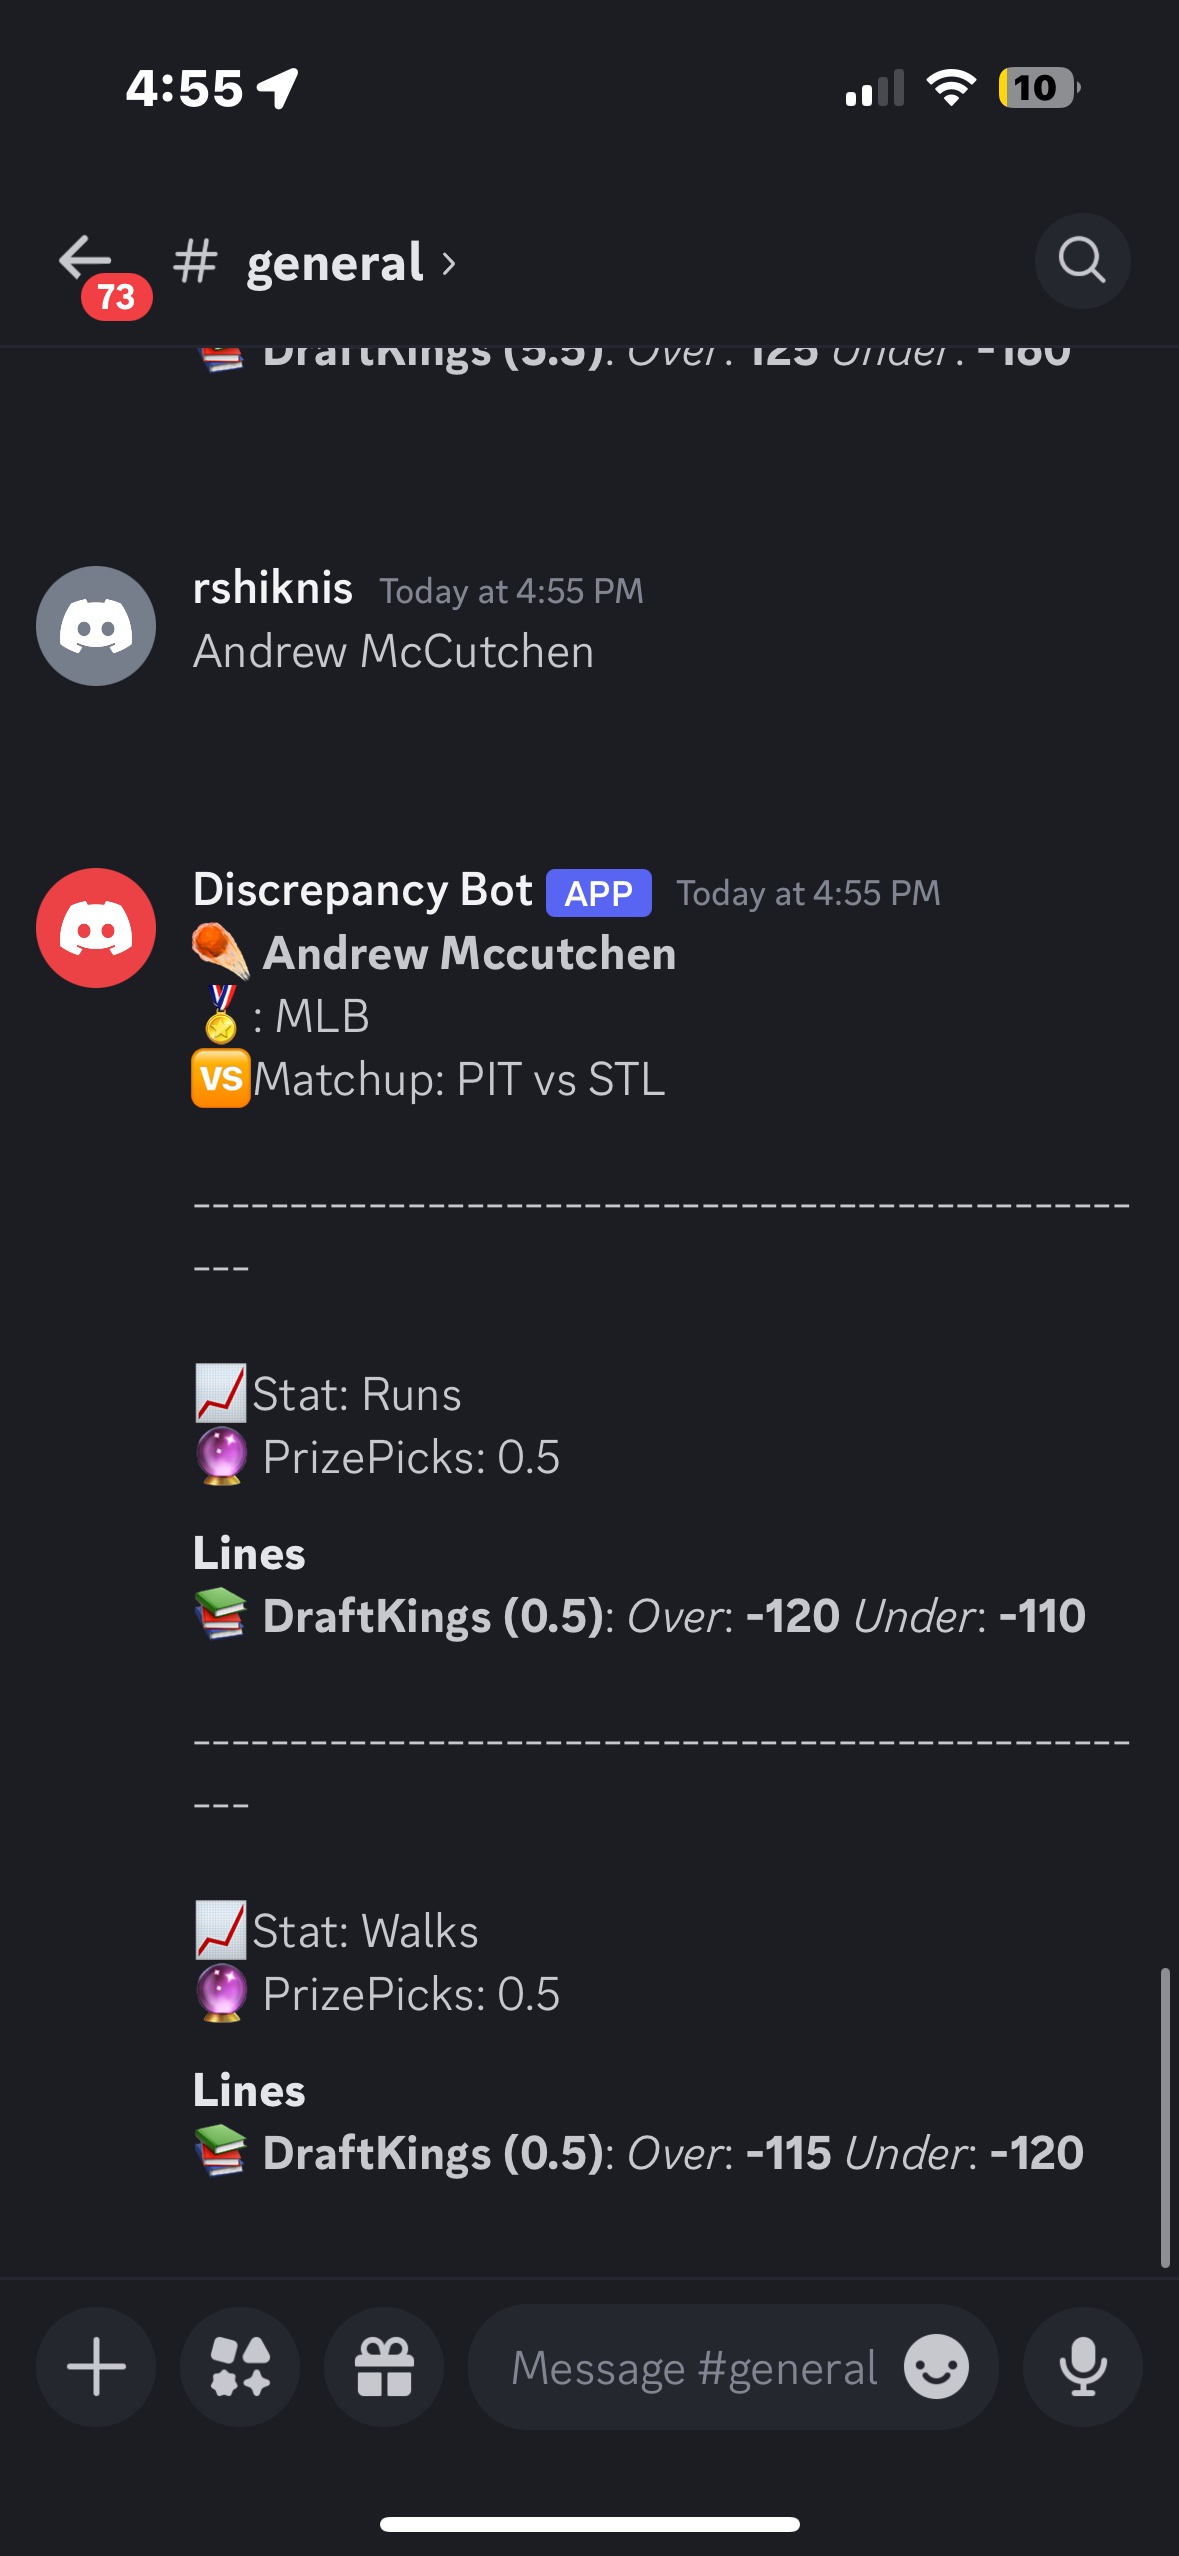 4:55
10
73
# general ›
📚 DraftKings (5.5): Over: 125 Under: -160
rshiknis Today at 4:55 PM
Andrew McCutchen
Discrepancy Bot APP Today at 4:55 PM
☄️ Andrew Mccutchen
🏅: MLB
🆚Matchup: PIT vs STL
------------------------------------------------
---
📈Stat: Runs
🔮 PrizePicks: 0.5
Lines
📚 DraftKings (0.5): Over: -120 Under: -110
------------------------------------------------
---
📈Stat: Walks
🔮 PrizePicks: 0.5
Lines
📚 DraftKings (0.5): Over: -115 Under: -120
Message #general